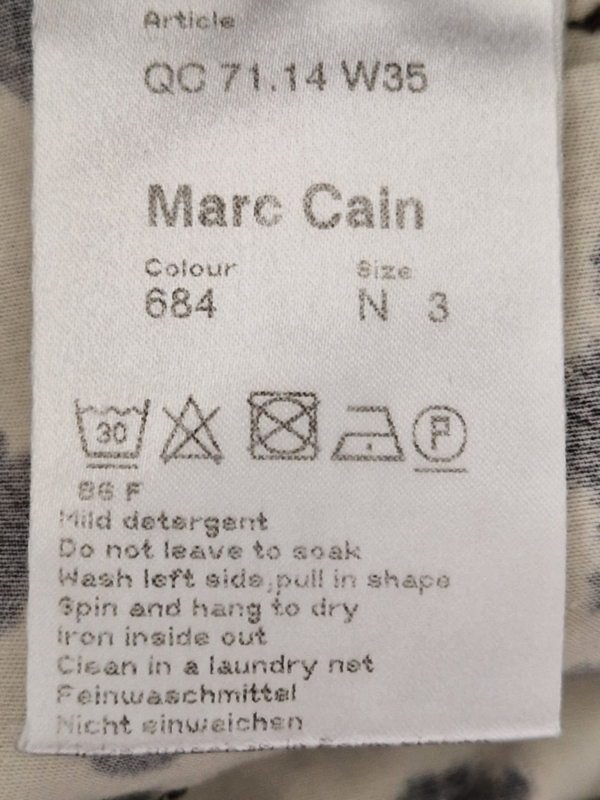 Article
QC 71.14 W35
Marc Cain
Colour Size
684 N 3
30 P
86 F
Mild detergent
Do not leave to soak
Wash left side,pull in shape
Spin and hang to dry
Iron inside out
Clean in a laundry net
Feinwaschmittel
Nicht einweichen